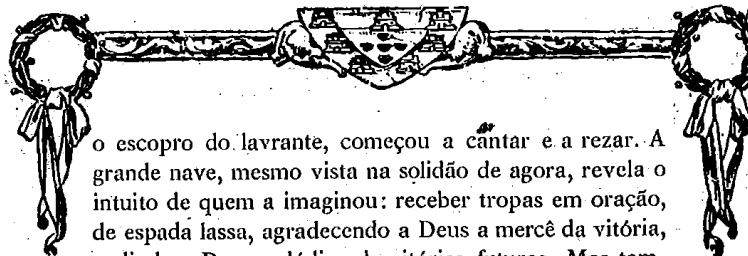 o escopro do lavrante, começou a cantar e a rezar. A
grande nave, mesmo vista na solidão de agora, revela o
intuito de quem a imaginou: receber tropas em oração,
de espada lassa, agradecendo a Deus a mercê da vitória,